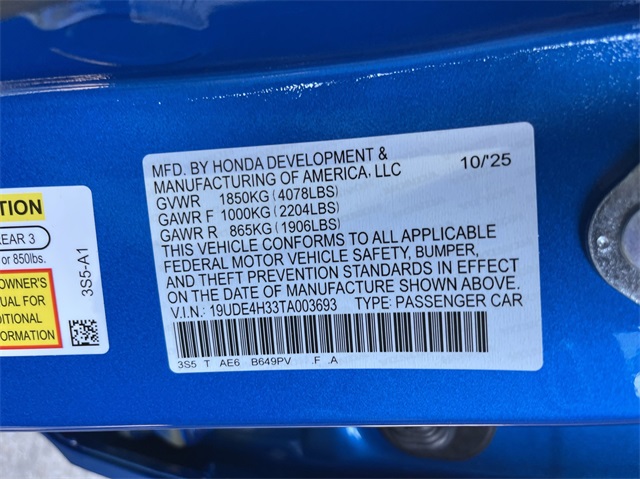 TION
EAR 3
or 850lbs.
OWNER'S
UAL FOR
DITIONAL
ORMATION
3S5-A1
MFD. BY HONDA DEVELOPMENT & 10/'25
MANUFACTURING OF AMERICA, LLC
GVWR 1850KG (4078LBS)
GAWR F 1000KG (2204LBS)
GAWR R 865KG (1906LBS)
THIS VEHICLE CONFORMS TO ALL APPLICABLE
FEDERAL MOTOR VEHICLE SAFETY, BUMPER,
AND THEFT PREVENTION STANDARDS IN EFFECT
ON THE DATE OF MANUFACTURE SHOWN ABOVE.
V.I.N.: 19UDE4H33TA003693 TYPE: PASSENGER CAR
3S5 T AE6 B649PV .F .A